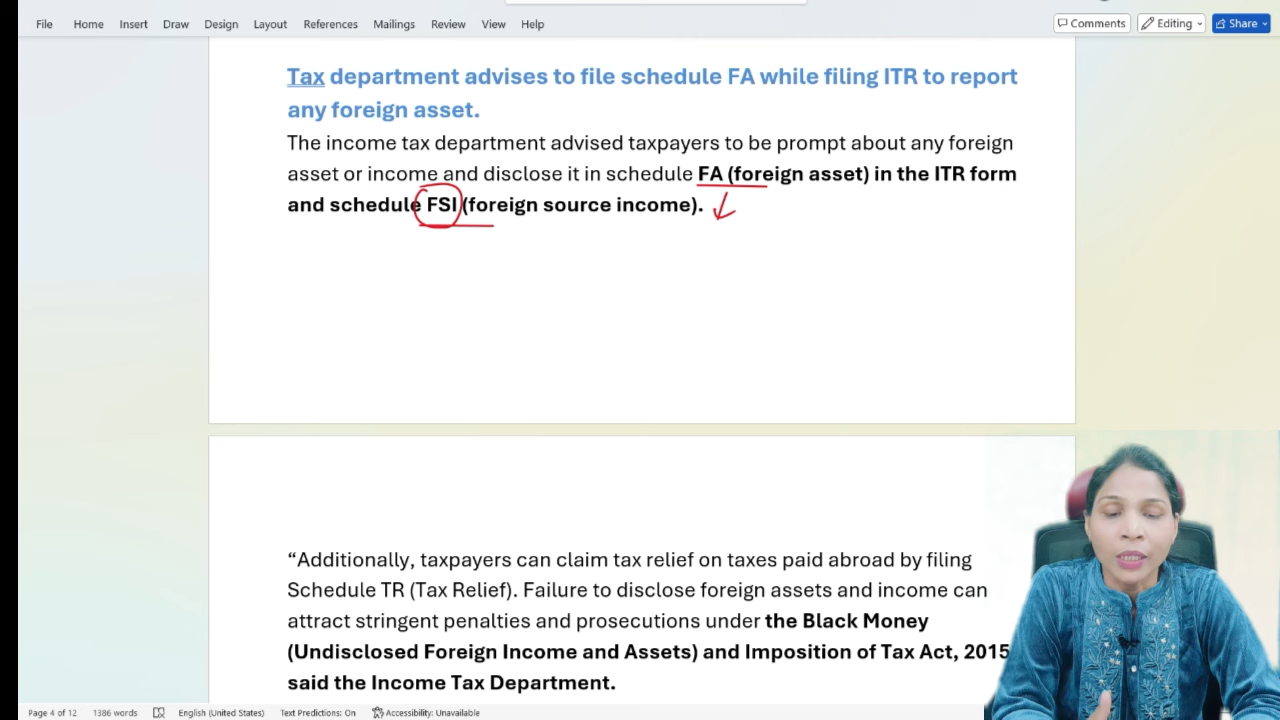 File Home Insert Draw Design Layout References Mailings Review View Help Comments Editing Share
Tax department advises to file schedule FA while filing ITR to report
any foreign asset.
The income tax department advised taxpayers to be prompt about any foreign
asset or income and disclose it in schedule FA (foreign asset) in the ITR form
and schedule FSI (foreign source income).
“Additionally, taxpayers can claim tax relief on taxes paid abroad by filing
Schedule TR (Tax Relief). Failure to disclose foreign assets and income can
attract stringent penalties and prosecutions under the Black Money
(Undisclosed Foreign Income and Assets) and Imposition of Tax Act, 2015
said the Income Tax Department.
Page 4 of 12 1386 words English (United States) Text Predictions: On Accessibility: Unavailable